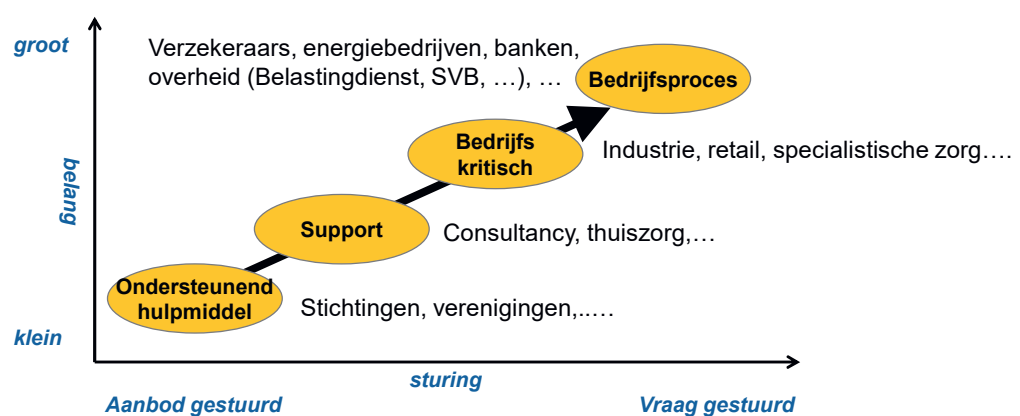 groot
Verzekeraars, energiebedrijven, banken,
overheid (Belastingdienst, SVB, …), …
Bedrijfsproces
Bedrijfs
kritisch
Industrie, retail, specialistische zorg….
belang
Support
Consultancy, thuiszorg,…
Ondersteunend
hulpmiddel
Stichtingen, verenigingen,..…
klein
sturing
Aanbod gestuurd
Vraag gestuurd